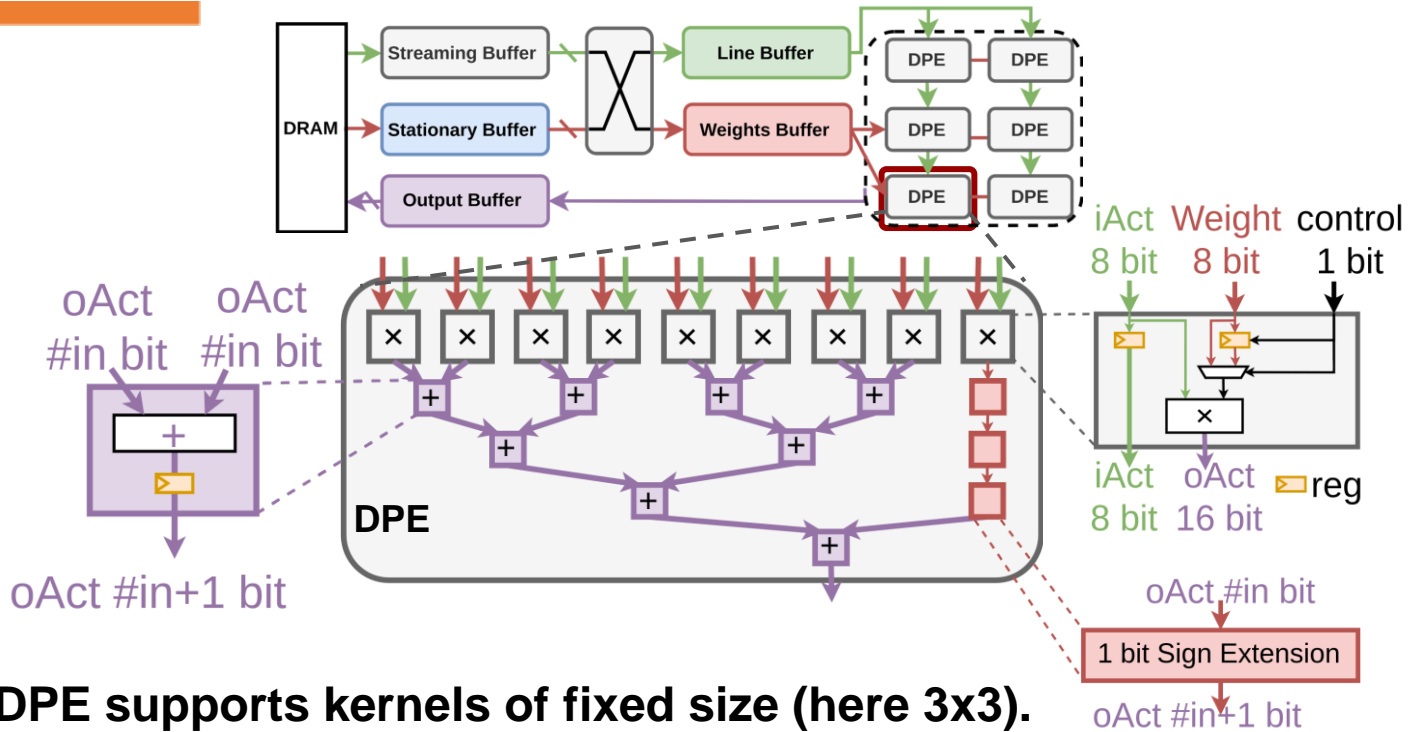 DRAM
Streaming Buffer
Stationary Buffer
Output Buffer
Line Buffer
Weights Buffer
DPE DPE
DPE DPE
DPE DPE
iAct Weight control
8 bit 8 bit 1 bit
×
iAct oAct
8 bit 16 bit
reg
oAct oAct
#in bit #in bit
+
oAct #in+1 bit
× × × × × × × × ×
+ + + +
+ +
+
+
DPE
oAct #in bit
1 bit Sign Extension
oAct #in+1 bit
DPE supports kernels of fixed size (here 3x3).